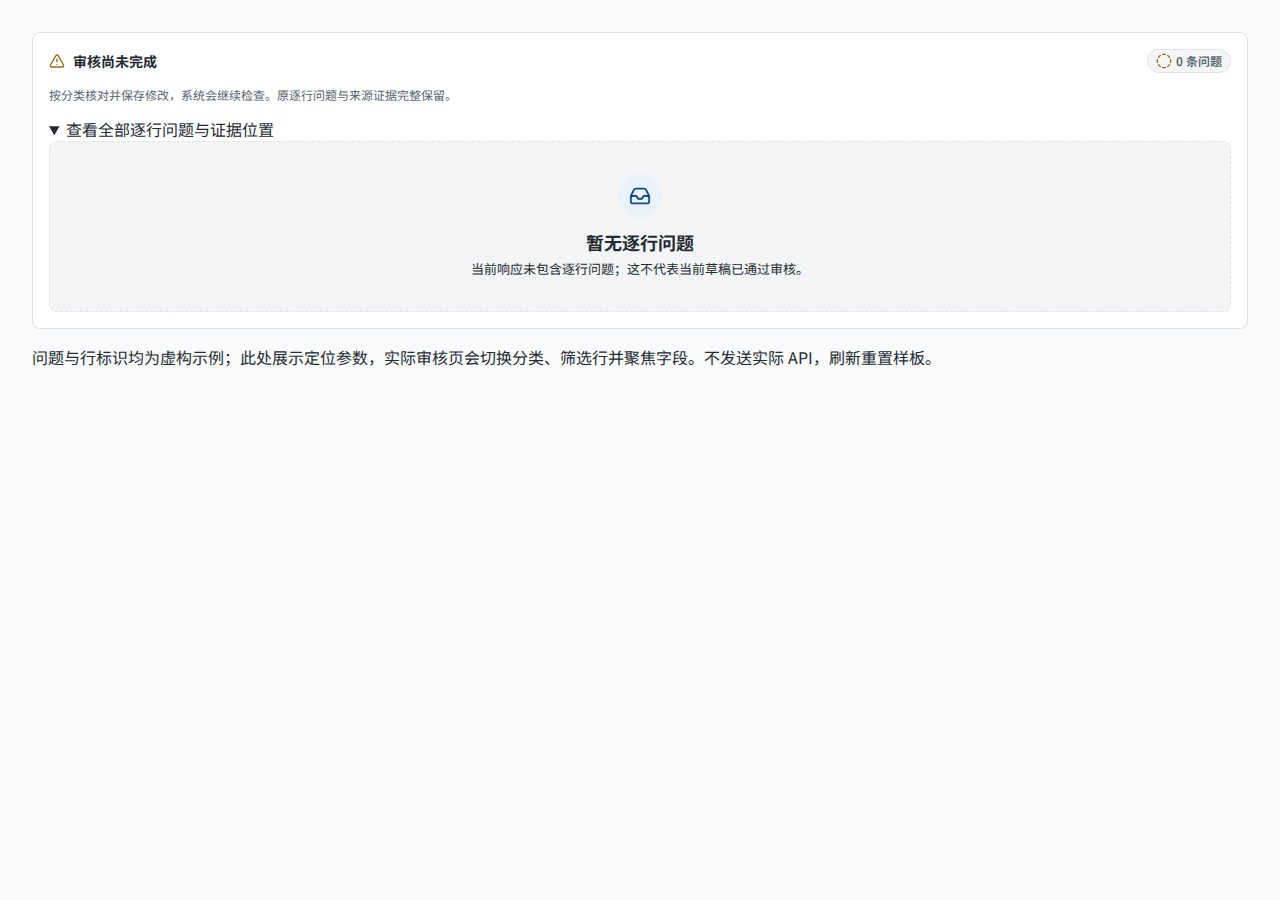 审核尚未完成
0 条问题
按分类核对并保存修改，系统会继续检查。原逐行问题与来源证据完整保留。
查看全部逐行问题与证据位置
暂无逐行问题
当前响应未包含逐行问题；这不代表当前草稿已通过审核。
问题与行标识均为虚构示例；此处展示定位参数，实际审核页会切换分类、筛选行并聚焦字段。不发送实际 API，刷新重置样板。